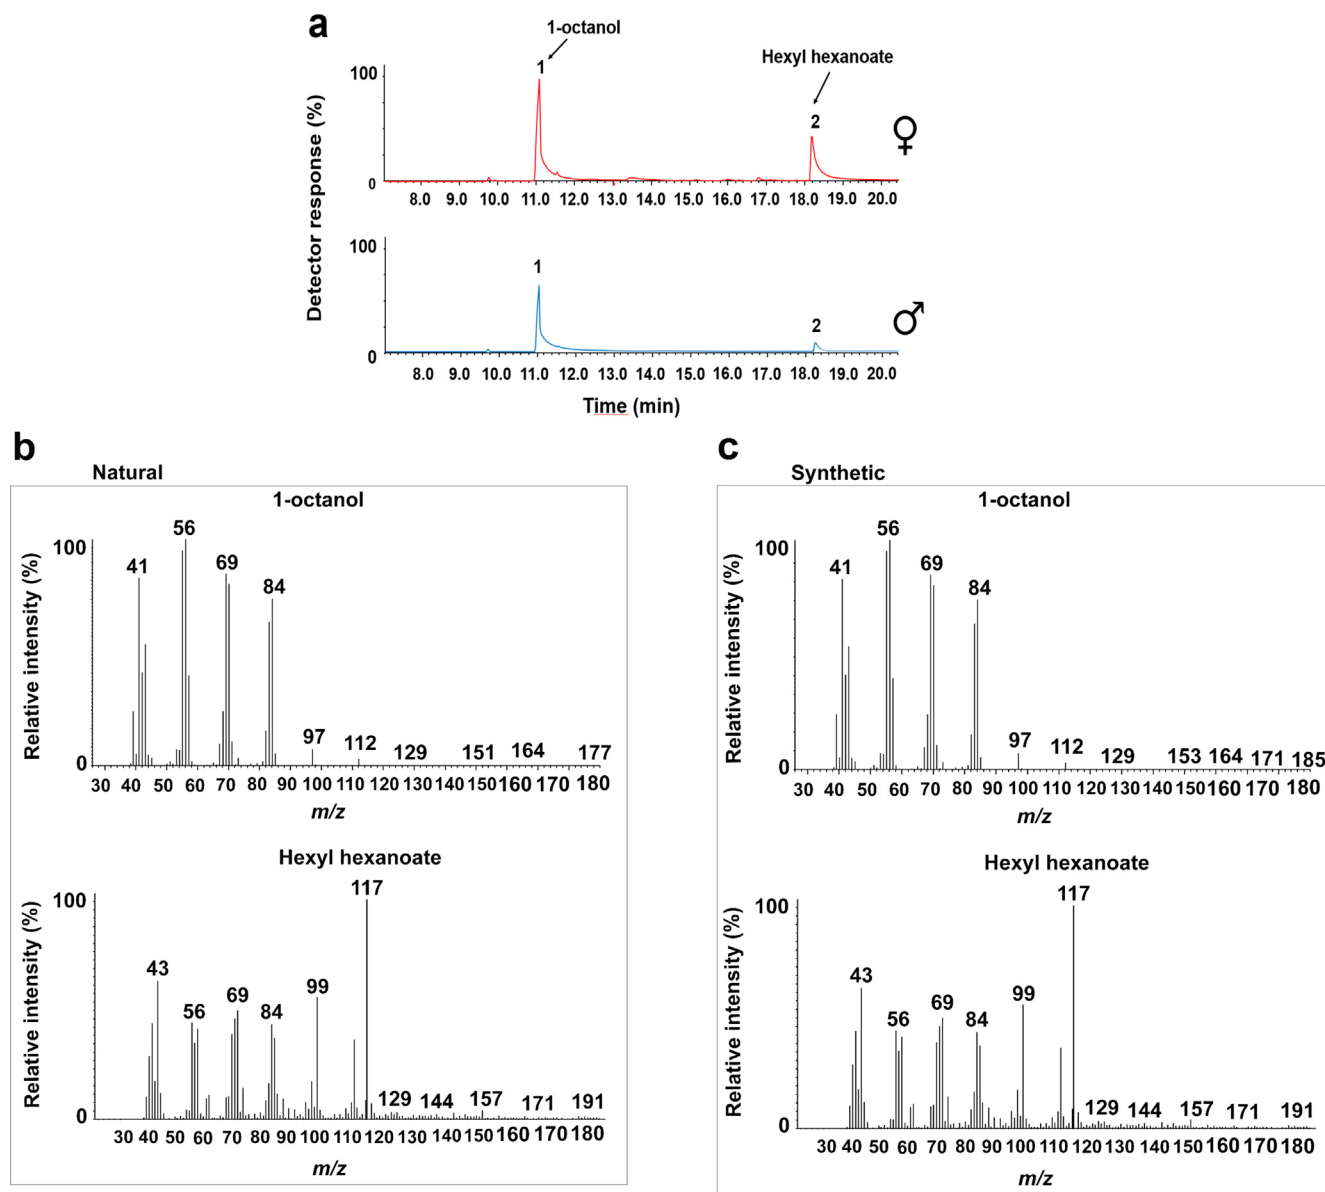 a
1-octanol
Hexyl hexanoate
Detector response (%)
100
1
2
♀
0
8.0 9.0 10.0 11.0 12.0 13.0 14.0 15.0 16.0 17.0 18.0 19.0 20.0
100
1
2
♂
0
8.0 9.0 10.0 11.0 12.0 13.0 14.0 15.0 16.0 17.0 18.0 19.0 20.0
Time (min)
b
Natural
1-octanol
Relative intensity (%)
100
0
41 56 69 84 97 112 129 151 164 177
30 40 50 60 70 80 90 100 110 120 130 140 150 160 170 180
m/z
Hexyl hexanoate
Relative intensity (%)
100
0
43 56 69 84 99 117 129 144 157 171 191
30 40 50 60 70 80 90 100 110 120 130 140 150 160 170 180
m/z
c
Synthetic
1-octanol
Relative intensity (%)
100
0
41 56 69 84 97 112 129 153 164 171 185
30 40 50 60 70 80 90 100 110 120 130 140 150 160 170 180
m/z
Hexyl hexanoate
Relative intensity (%)
100
0
43 56 69 84 99 117 129 144 157 171 191
30 40 50 60 70 80 90 100 110 120 130 140 150 160 170 180
m/z